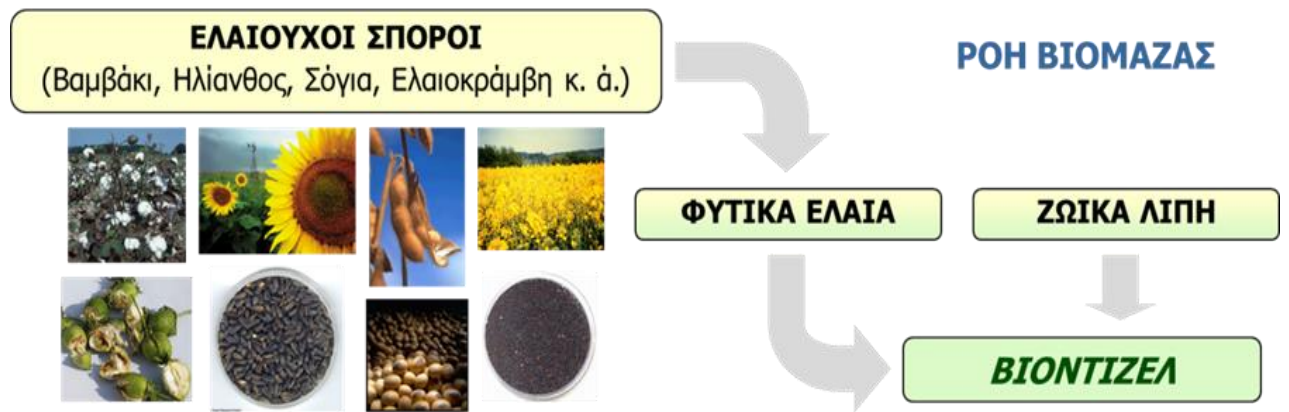 ΕΛΑΙΟΥΧΟΙ ΣΠΟΡΟΙ
(Βαμβάκι, Ηλίανθος, Σόγια, Ελαιοκράμβη κ. ά.)
ΡΟΗ ΒΙΟΜΑΖΑΣ
ΦΥΤΙΚΑ ΕΛΑΙΑ
ΖΩΙΚΑ ΛΙΠΗ
ΒΙΟΝΤΙΖΕΛ